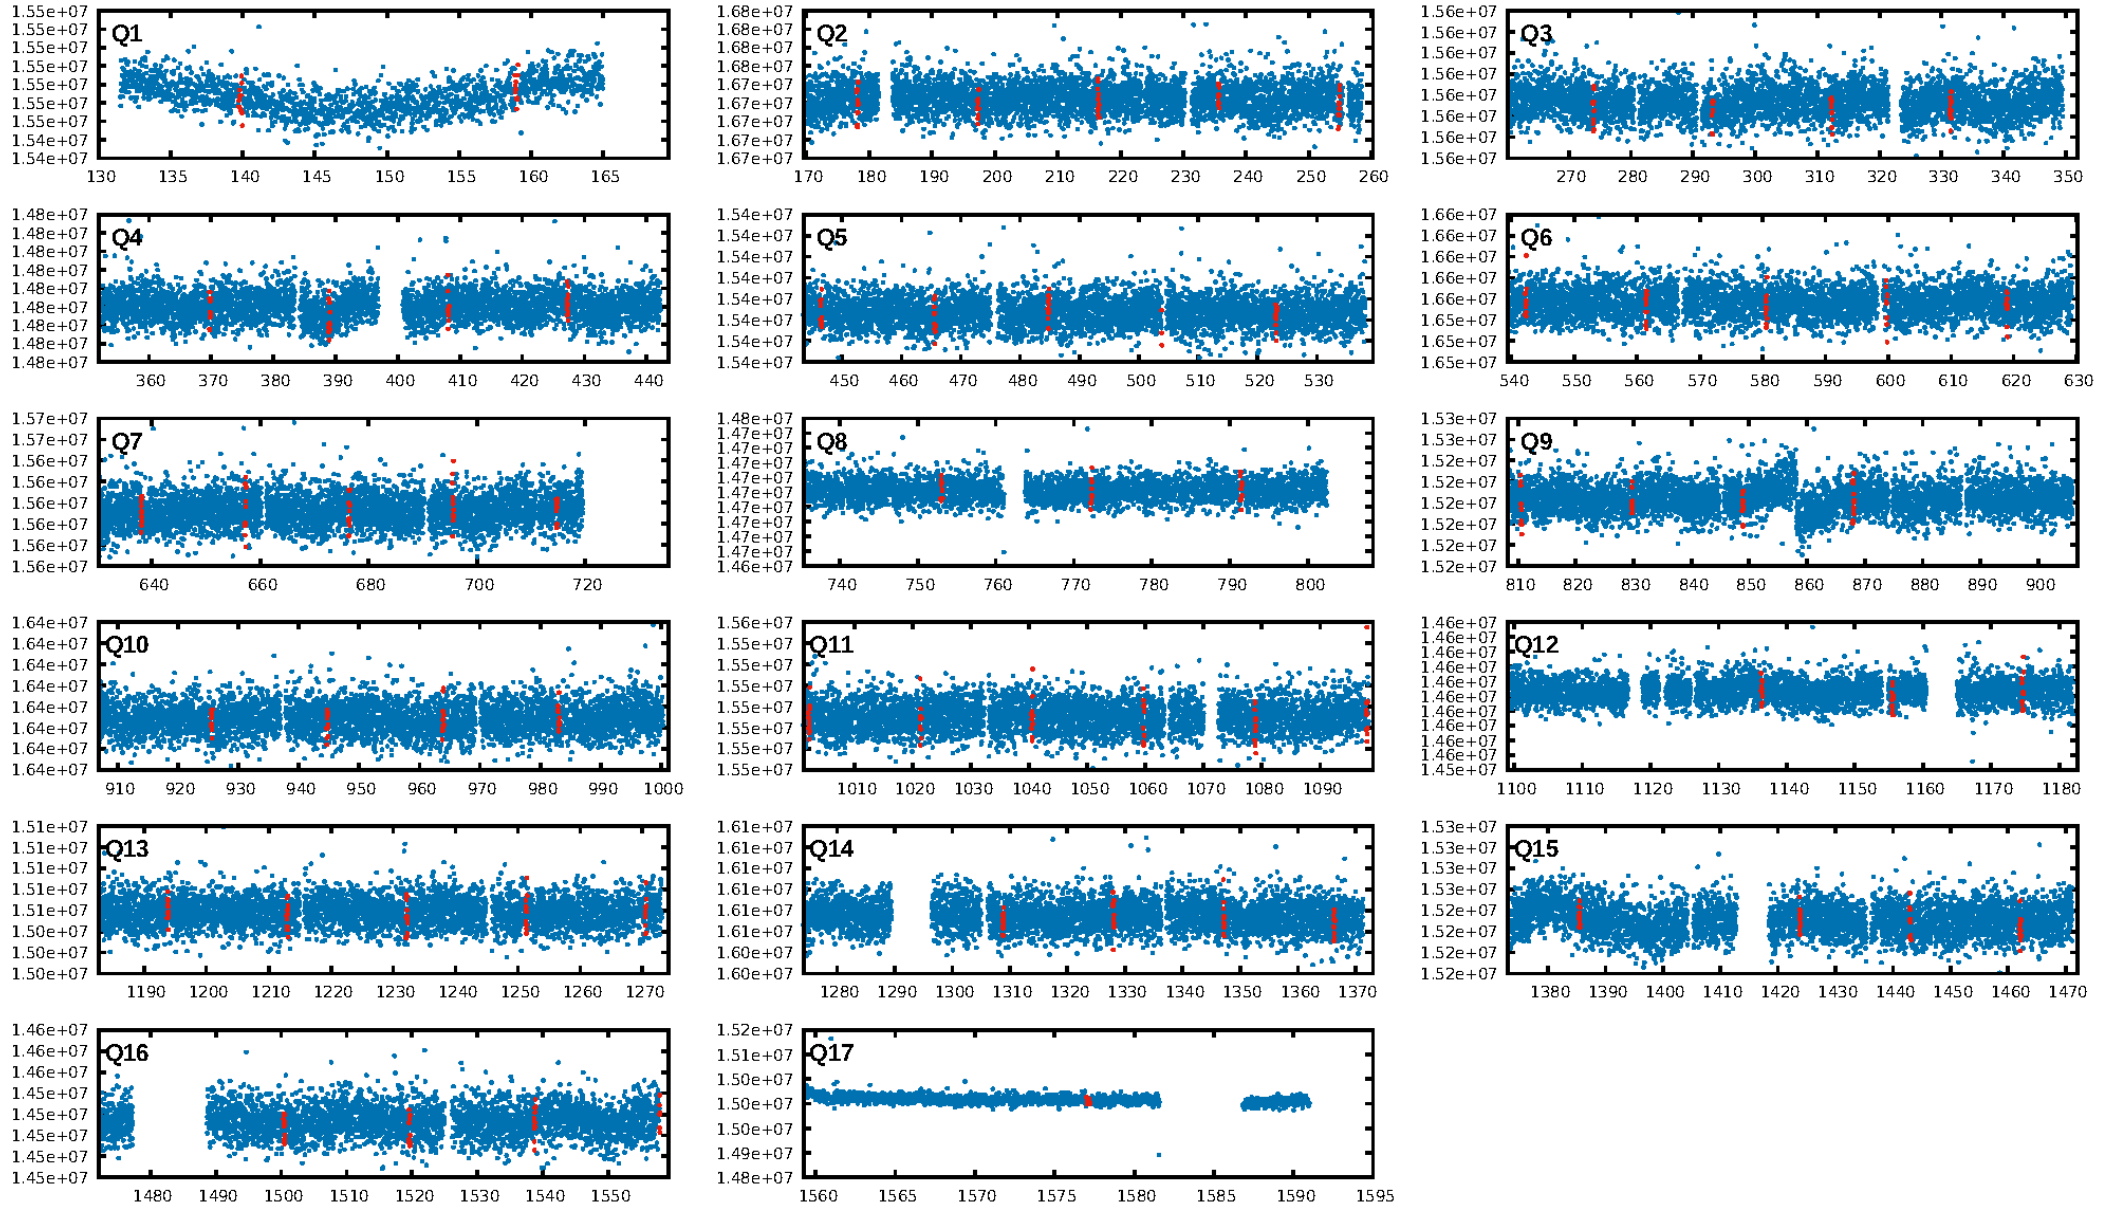 Q1
1.55e+07
1.55e+07
1.55e+07
1.55e+07
1.55e+07
1.55e+07
1.55e+07
1.54e+07
1.54e+07
130 135 140 145 150 155 160 165
Q2
1.68e+07
1.68e+07
1.68e+07
1.68e+07
1.67e+07
1.67e+07
1.67e+07
1.67e+07
1.67e+07
170 180 190 200 210 220 230 240 250 260
Q3
1.56e+07
1.56e+07
1.56e+07
1.56e+07
1.56e+07
1.56e+07
1.56e+07
1.56e+07
270 280 290 300 310 320 330 340 350
Q4
1.48e+07
1.48e+07
1.48e+07
1.48e+07
1.48e+07
1.48e+07
1.48e+07
1.48e+07
1.48e+07
360 370 380 390 400 410 420 430 440
Q5
1.54e+07
1.54e+07
1.54e+07
1.54e+07
1.54e+07
1.54e+07
1.54e+07
1.54e+07
450 460 470 480 490 500 510 520 530
Q6
1.66e+07
1.66e+07
1.66e+07
1.66e+07
1.66e+07
1.65e+07
1.65e+07
1.65e+07
540 550 560 570 580 590 600 610 620 630
Q7
1.57e+07
1.57e+07
1.56e+07
1.56e+07
1.56e+07
1.56e+07
1.56e+07
1.56e+07
640 660 680 700 720
Q8
1.48e+07
1.47e+07
1.47e+07
1.47e+07
1.47e+07
1.47e+07
1.47e+07
1.47e+07
1.47e+07
1.47e+07
1.46e+07
740 750 760 770 780 790 800
Q9
1.53e+07
1.53e+07
1.52e+07
1.52e+07
1.52e+07
1.52e+07
1.52e+07
1.52e+07
810 820 830 840 850 860 870 880 890 900
Q10
1.64e+07
1.64e+07
1.64e+07
1.64e+07
1.64e+07
1.64e+07
1.64e+07
1.64e+07
910 920 930 940 950 960 970 980 990 1000
Q11
1.56e+07
1.55e+07
1.55e+07
1.55e+07
1.55e+07
1.55e+07
1.55e+07
1.55e+07
1010 1020 1030 1040 1050 1060 1070 1080 1090
Q12
1.46e+07
1.46e+07
1.46e+07
1.46e+07
1.46e+07
1.46e+07
1.46e+07
1.46e+07
1.46e+07
1.46e+07
1.45e+07
1100 1110 1120 1130 1140 1150 1160 1170 1180
Q13
1.51e+07
1.51e+07
1.51e+07
1.51e+07
1.51e+07
1.50e+07
1.50e+07
1.50e+07
1190 1200 1210 1220 1230 1240 1250 1260 1270
Q14
1.61e+07
1.61e+07
1.61e+07
1.61e+07
1.61e+07
1.61e+07
1.60e+07
1.60e+07
1280 1290 1300 1310 1320 1330 1340 1350 1360 1370
Q15
1.53e+07
1.53e+07
1.53e+07
1.53e+07
1.52e+07
1.52e+07
1.52e+07
1.52e+07
1380 1390 1400 1410 1420 1430 1440 1450 1460 1470
Q16
1.46e+07
1.46e+07
1.46e+07
1.45e+07
1.45e+07
1.45e+07
1.45e+07
1.45e+07
1480 1490 1500 1510 1520 1530 1540 1550
Q17
1.52e+07
1.51e+07
1.50e+07
1.50e+07
1.50e+07
1.49e+07
1.48e+07
1560 1565 1570 1575 1580 1585 1590 1595